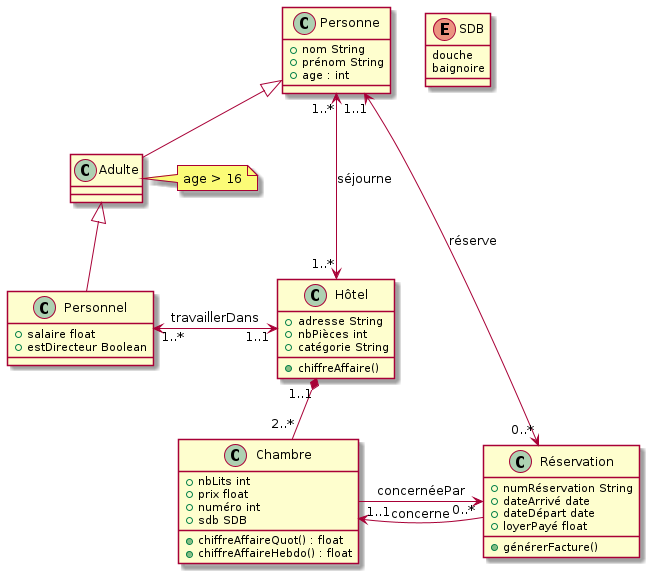 C Personne
nom String
prénom String
age : int
E SDB
douche
baignoire
C Adulte
age > 16
1..*
1..1
séjourne
réserve
1..*
C Personnel
salaire float
estDirecteur Boolean
travaillerDans
1..*
1..1
C Hôtel
adresse String
nbPièces int
catégorie String
chiffreAffaire()
1..1
2..*
0..*
C Chambre
nbLits int
prix float
numéro int
sdb SDB
chiffreAffaireQuot() : float
chiffreAffaireHebdo() : float
concernéePar
1..1
concerne
0..*
C Réservation
numRéservation String
dateArrivé date
dateDépart date
loyerPayé float
générerFacture()